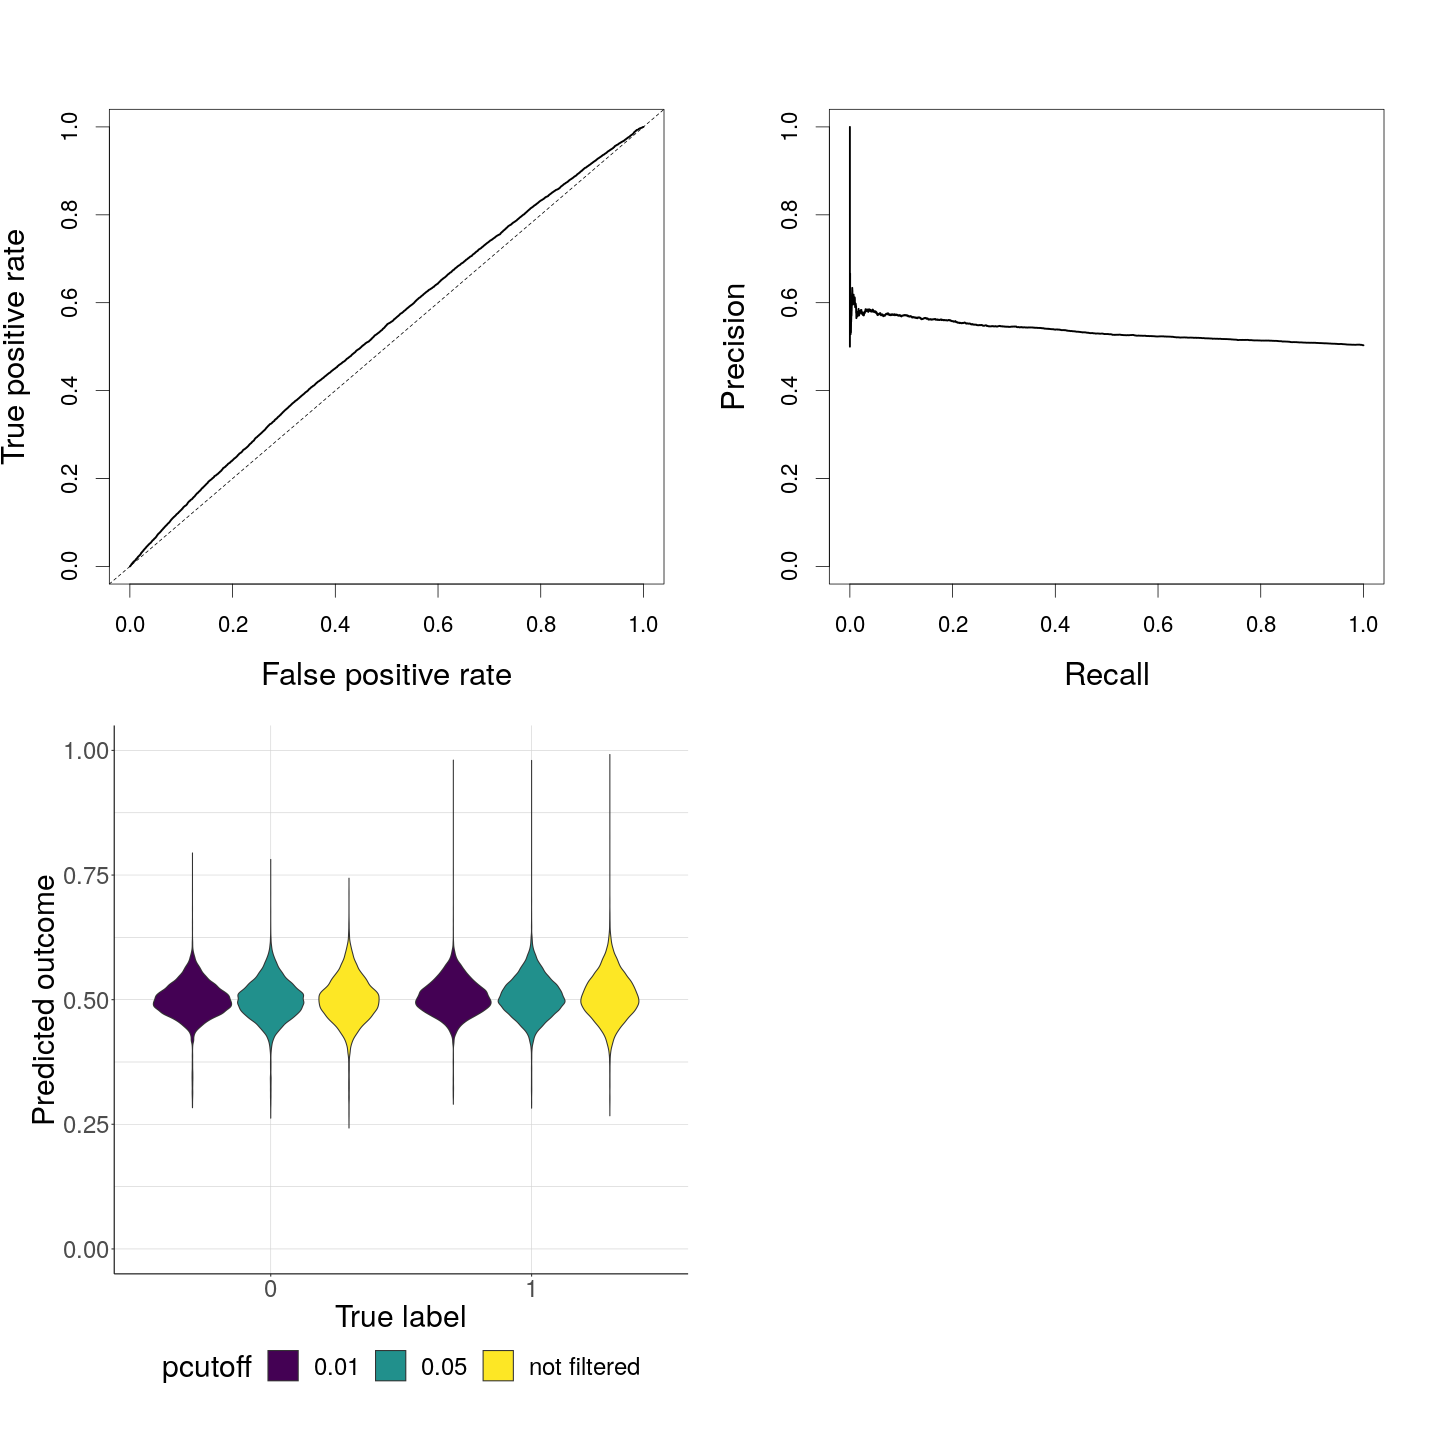 True positive rate
1.0
0.8
0.6
0.4
0.2
0.0
0.0 0.2 0.4 0.6 0.8 1.0
False positive rate
Precision
1.0
0.8
0.6
0.4
0.2
0.0
0.0 0.2 0.4 0.6 0.8 1.0
Recall
Predicted outcome
1.00
0.75
0.50
0.25
0.00
0 1
True label
pcutoff 0.01 0.05 not filtered